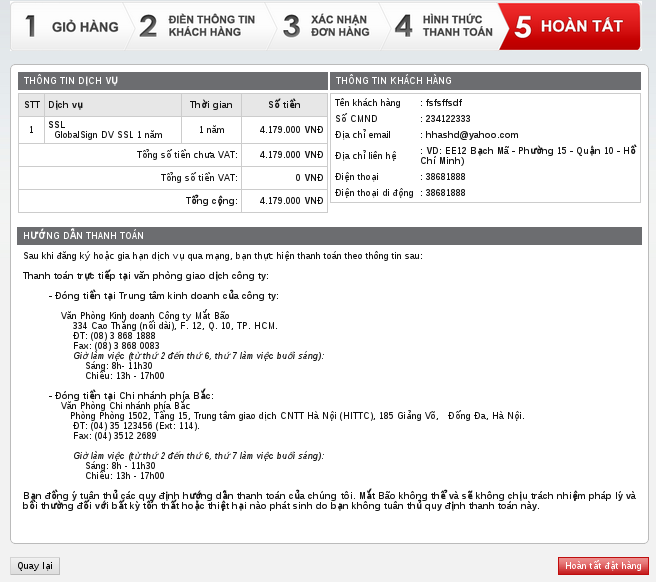 1 GIỎ HÀNG
2 ĐIỀN THÔNG TIN
KHÁCH HÀNG
3 XÁC NHẬN
ĐƠN HÀNG
4 HÌNH THỨC
THANH TOÁN
5 HOÀN TẤT
THÔNG TIN DỊCH VỤ
STT Dịch vụ Thời gian Số tiền
1 SSL
GlobalSign DV SSL 1 năm 1 năm 4.179.000 VNĐ
Tổng số tiền chưa VAT: 4.179.000 VNĐ
Tổng số tiền VAT: 0 VNĐ
Tổng cộng: 4.179.000 VNĐ
THÔNG TIN KHÁCH HÀNG
Tên khách hàng : fsfsffsdf
Số CMND : 234122333
Địa chỉ email : hhashd@yahoo.com
Địa chỉ liên hệ : VD: EE12 Bạch Mã - Phường 15 - Quận 10 - Hồ
Chí Minh)
Điện thoại : 38681888
Điện thoại di động : 38681888
HƯỚNG DẪN THANH TOÁN
Sau khi đăng ký hoặc gia hạn dịch vụ qua mạng, bạn thực hiện thanh toán theo thông tin sau:
Thanh toán trực tiếp tại văn phòng giao dịch công ty:
- Đóng tiền tại Trung tâm kinh doanh của công ty:
Văn Phòng Kinh doanh Công ty Mắt Bão
334 Cao Thắng (nối dài), F. 12, Q. 10, TP. HCM.
ĐT: (08) 3 868 1888
Fax: (08) 3 868 0083
Giờ làm việc (từ thứ 2 đến thứ 6, thứ 7 làm việc buổi sáng):
Sáng: 8h- 11h30
Chiều: 13h - 17h00
- Đóng tiền tại Chi nhánh phía Bắc:
Văn Phòng Chi nhánh phía Bắc
Phòng Phòng 1502, Tầng 15, Trung tâm giao dịch CNTT Hà Nội (HITTC), 185 Giảng Võ, Đống Đa, Hà Nội.
ĐT: (04) 35 123456 (Ext: 114).
Fax: (04) 3512 2689
Giờ làm việc (từ thứ 2 đến thứ 6, thứ 7 làm việc buổi sáng):
Sáng: 8h - 11h30
Chiều: 13h - 17h00
Bạn đồng ý tuân thủ các quy định hướng dẫn thanh toán của chúng tôi. Mắt Bão không thể và sẽ không chịu trách nhiệm pháp lý và
bồi thường đối với bất kỳ tổn thất hoặc thiệt hại nào phát sinh do bạn không tuân thủ quy định thanh toán này.
Quay lại
Hoàn tất đặt hàng